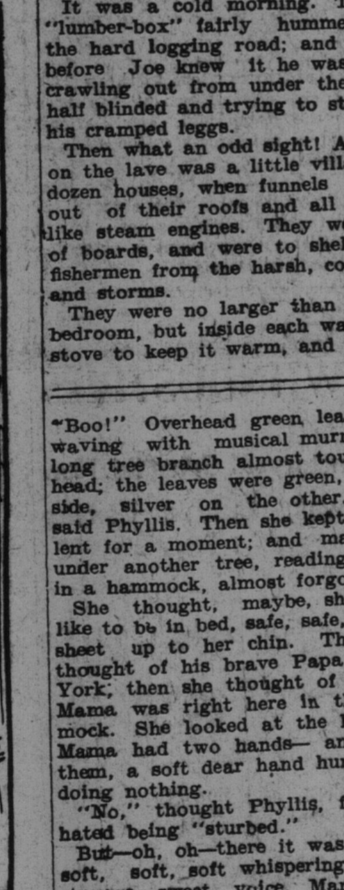 It was a cold morning.
"lumber-box" fairly humme
the hard logging road; and
before Joe knew it he was
crawling out from under the
half blinded and trying to st
his cramped leggs.
Then what an odd sight! A
on the lave was a little vill
dozen houses, when funnels
out of their roofs and all
like steam engines. They w
of boards, and were to shel
fishermen from the harsh, co
and storms.
They were no larger than
bedroom, but inside each wa
stove to keep it warm, and
"Boo!" Overhead green lea
waving with musical murm
long tree branch almost tou
head; the leaves were green,
side, silver on the other.
said Phyllis. Then she kept
lent for a moment; and ma
under another tree, reading
in a hammock, almost forgo
She thought, maybe, sh
like to be in bed, safe, safe,
sheet up to her chin. Th
thought of his brave Papa
York; then she thought of
Mama was right here in t
mock. She looked at the
Mama had two hands— an
them, a soft dear hand hun
doing nothing.
"No," thought Phyllis, f
hated being "sturbed."
But—oh, oh—there it was
soft, soft, soft whispering